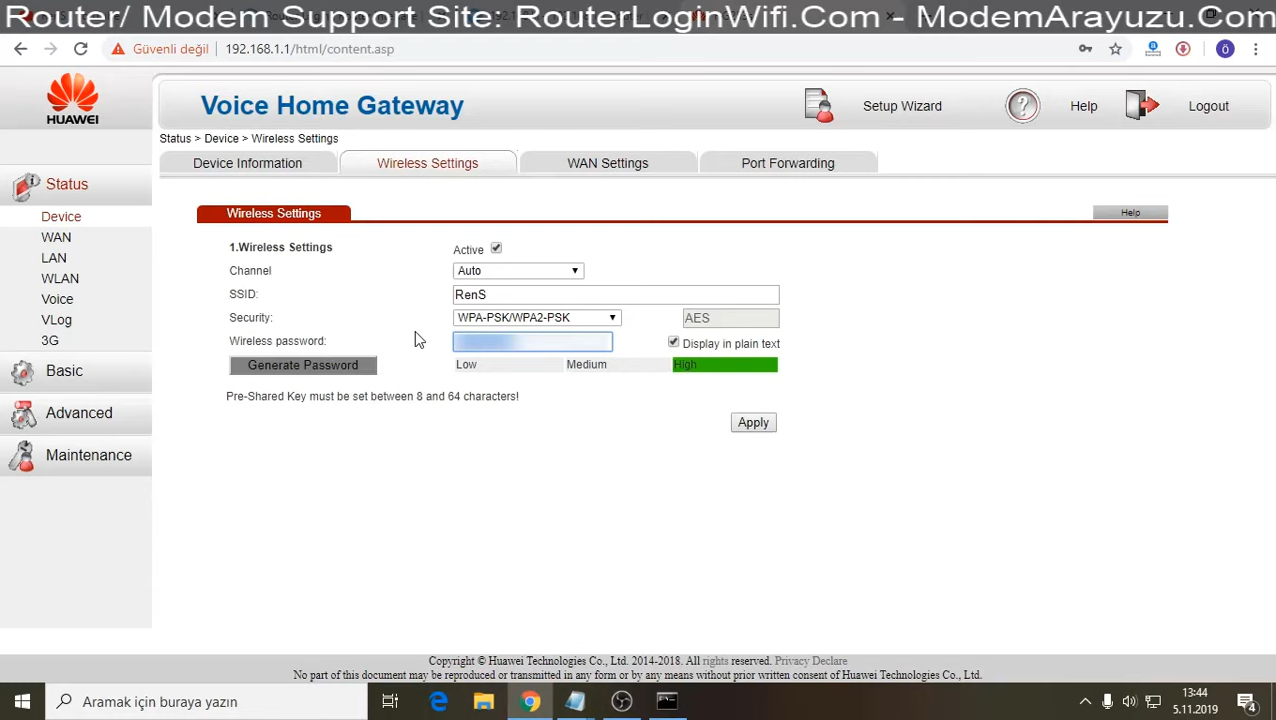 Router/ Modem Support Site: RouterLoginWifi.Com - ModemArayuzu.Com
Güvenli değil 192.168.1.1/html/content.asp ö
HUAWEI
Voice Home Gateway
Setup Wizard
Help
Logout
Status > Device > Wireless Settings
Device Information
Wireless Settings
WAN Settings
Port Forwarding
Status
Device
WAN
LAN
WLAN
Voice
VLog
3G
Basic
Advanced
Maintenance
Wireless Settings
Help
1.Wireless Settings
Active
Channel
Auto
SSID:
RenS
Security:
WPA-PSK/WPA2-PSK
AES
Wireless password:
Display in plain text
Generate Password
Low
Medium
High
Pre-Shared Key must be set between 8 and 64 characters!
Apply
Copyright © Huawei Technologies Co., Ltd. 2014-2018. All rights reserved. Privacy Declare
No part of this document may be reproduced or transmitted in any form or by any means without prior written consent of Huawei Technologies Co., Ltd.
Aramak için buraya yazın
13:44
5.11.2019
4